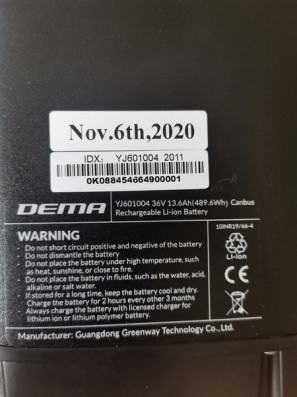 Nov.6th,2020
IDX: YJ601004 2011
0K088454664900001
DEMA
YJ601004 36V 13.6Ah(489.6Wh) Canbus
Rechargeable Li-ion Battery
WARNING
- Do not short circuit positive and negative of the battery
- Do not dismantle the battery
- Do not place the battery under high temperature, such
as heat, sunshine, or close to fire.
- Do not place the battery in fluids, such as the water, acid,
alkaline or salt water.
- If stored for a long time, keep the battery cool and dry.
Charge the battery for 2 hours every other 3 months
- Always charge the battery with licensed charger for
lithium ion or lithium polymer battery.
10INR19/66-4
Li-ion
CE
Manufacturer: Guangdong Greenway Technology Co., Ltd.